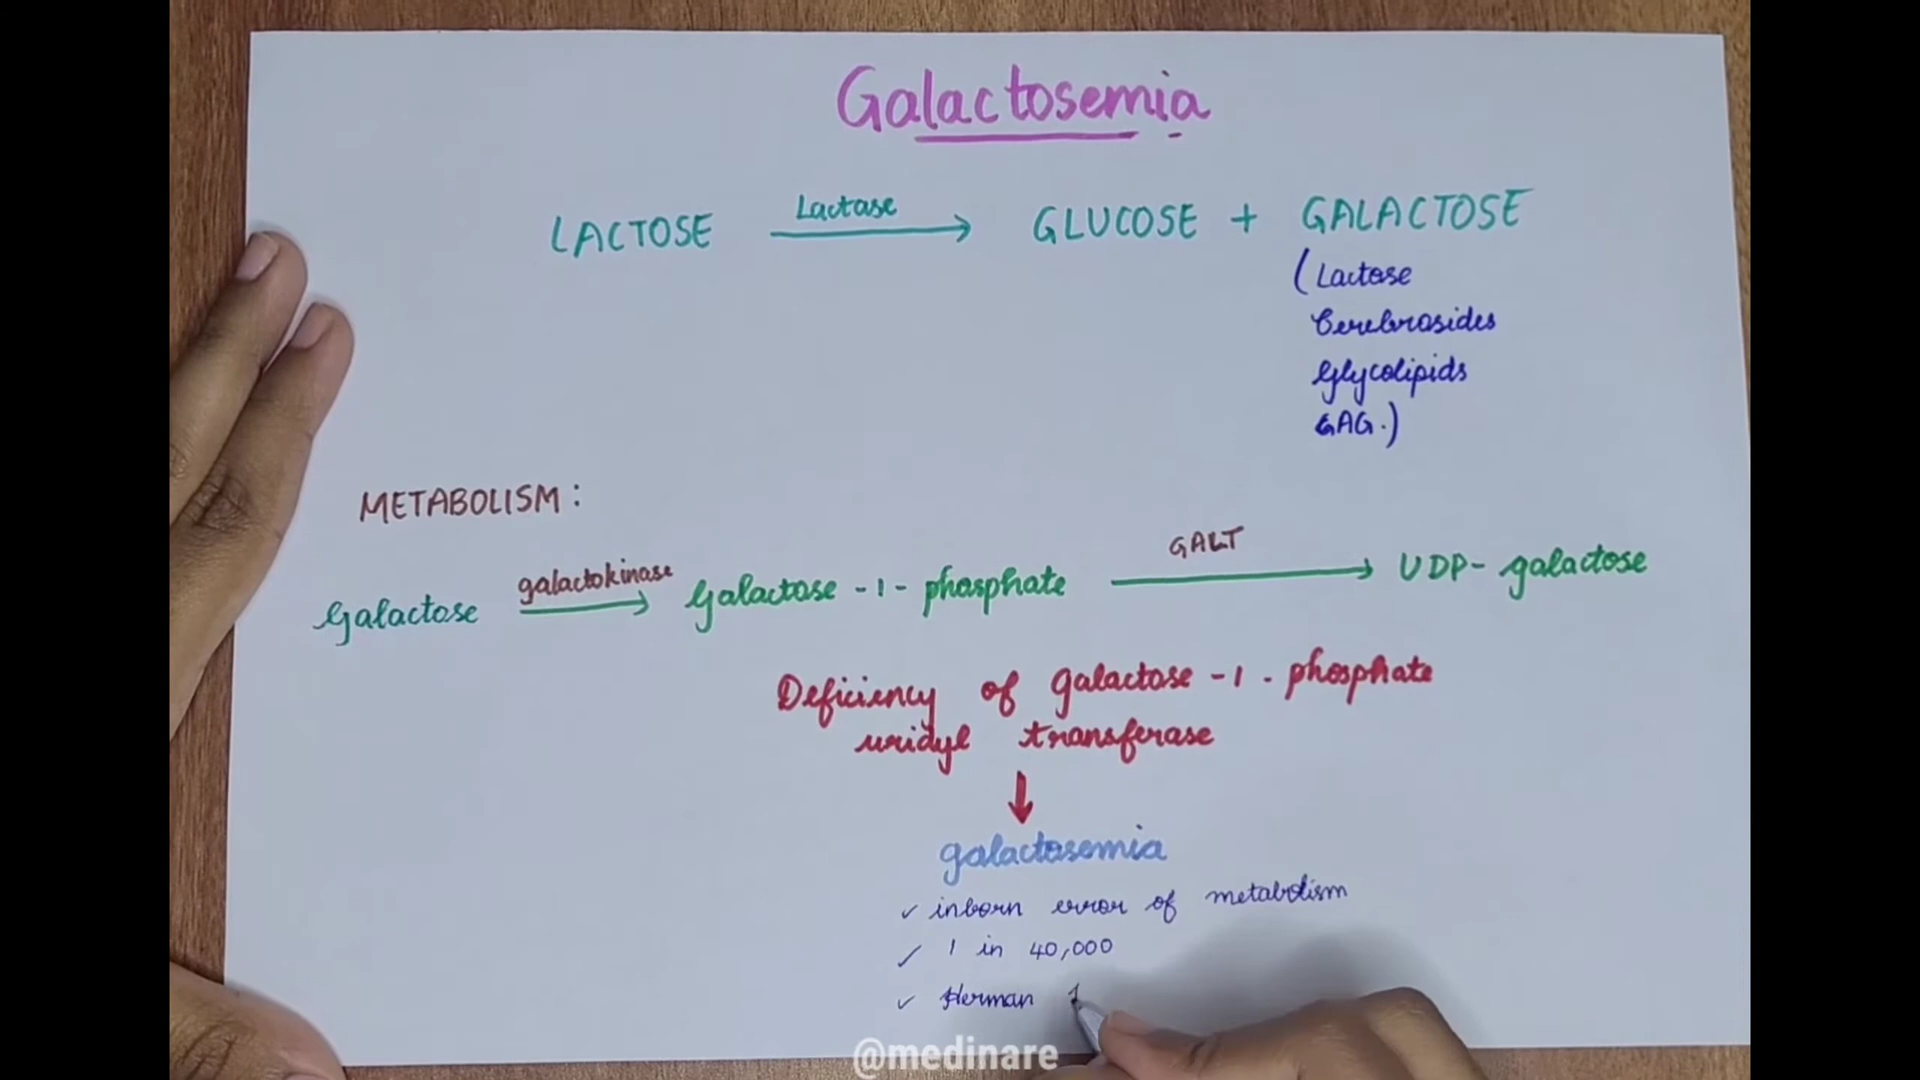 Galactosemia
LACTOSE Lactase → GLUCOSE + GALACTOSE
(Lactose
Cerebrosides
Glycolipids
GAG.)
METABOLISM:
Galactose galactokinase → Galactose-1-phosphate GALT → UDP-galactose
Deficiency of galactose-1-phosphate
uridyl transferase
↓
galactosemia
✓ inborn error of metabolism
✓ 1 in 40,000
✓ Herman
@medinare